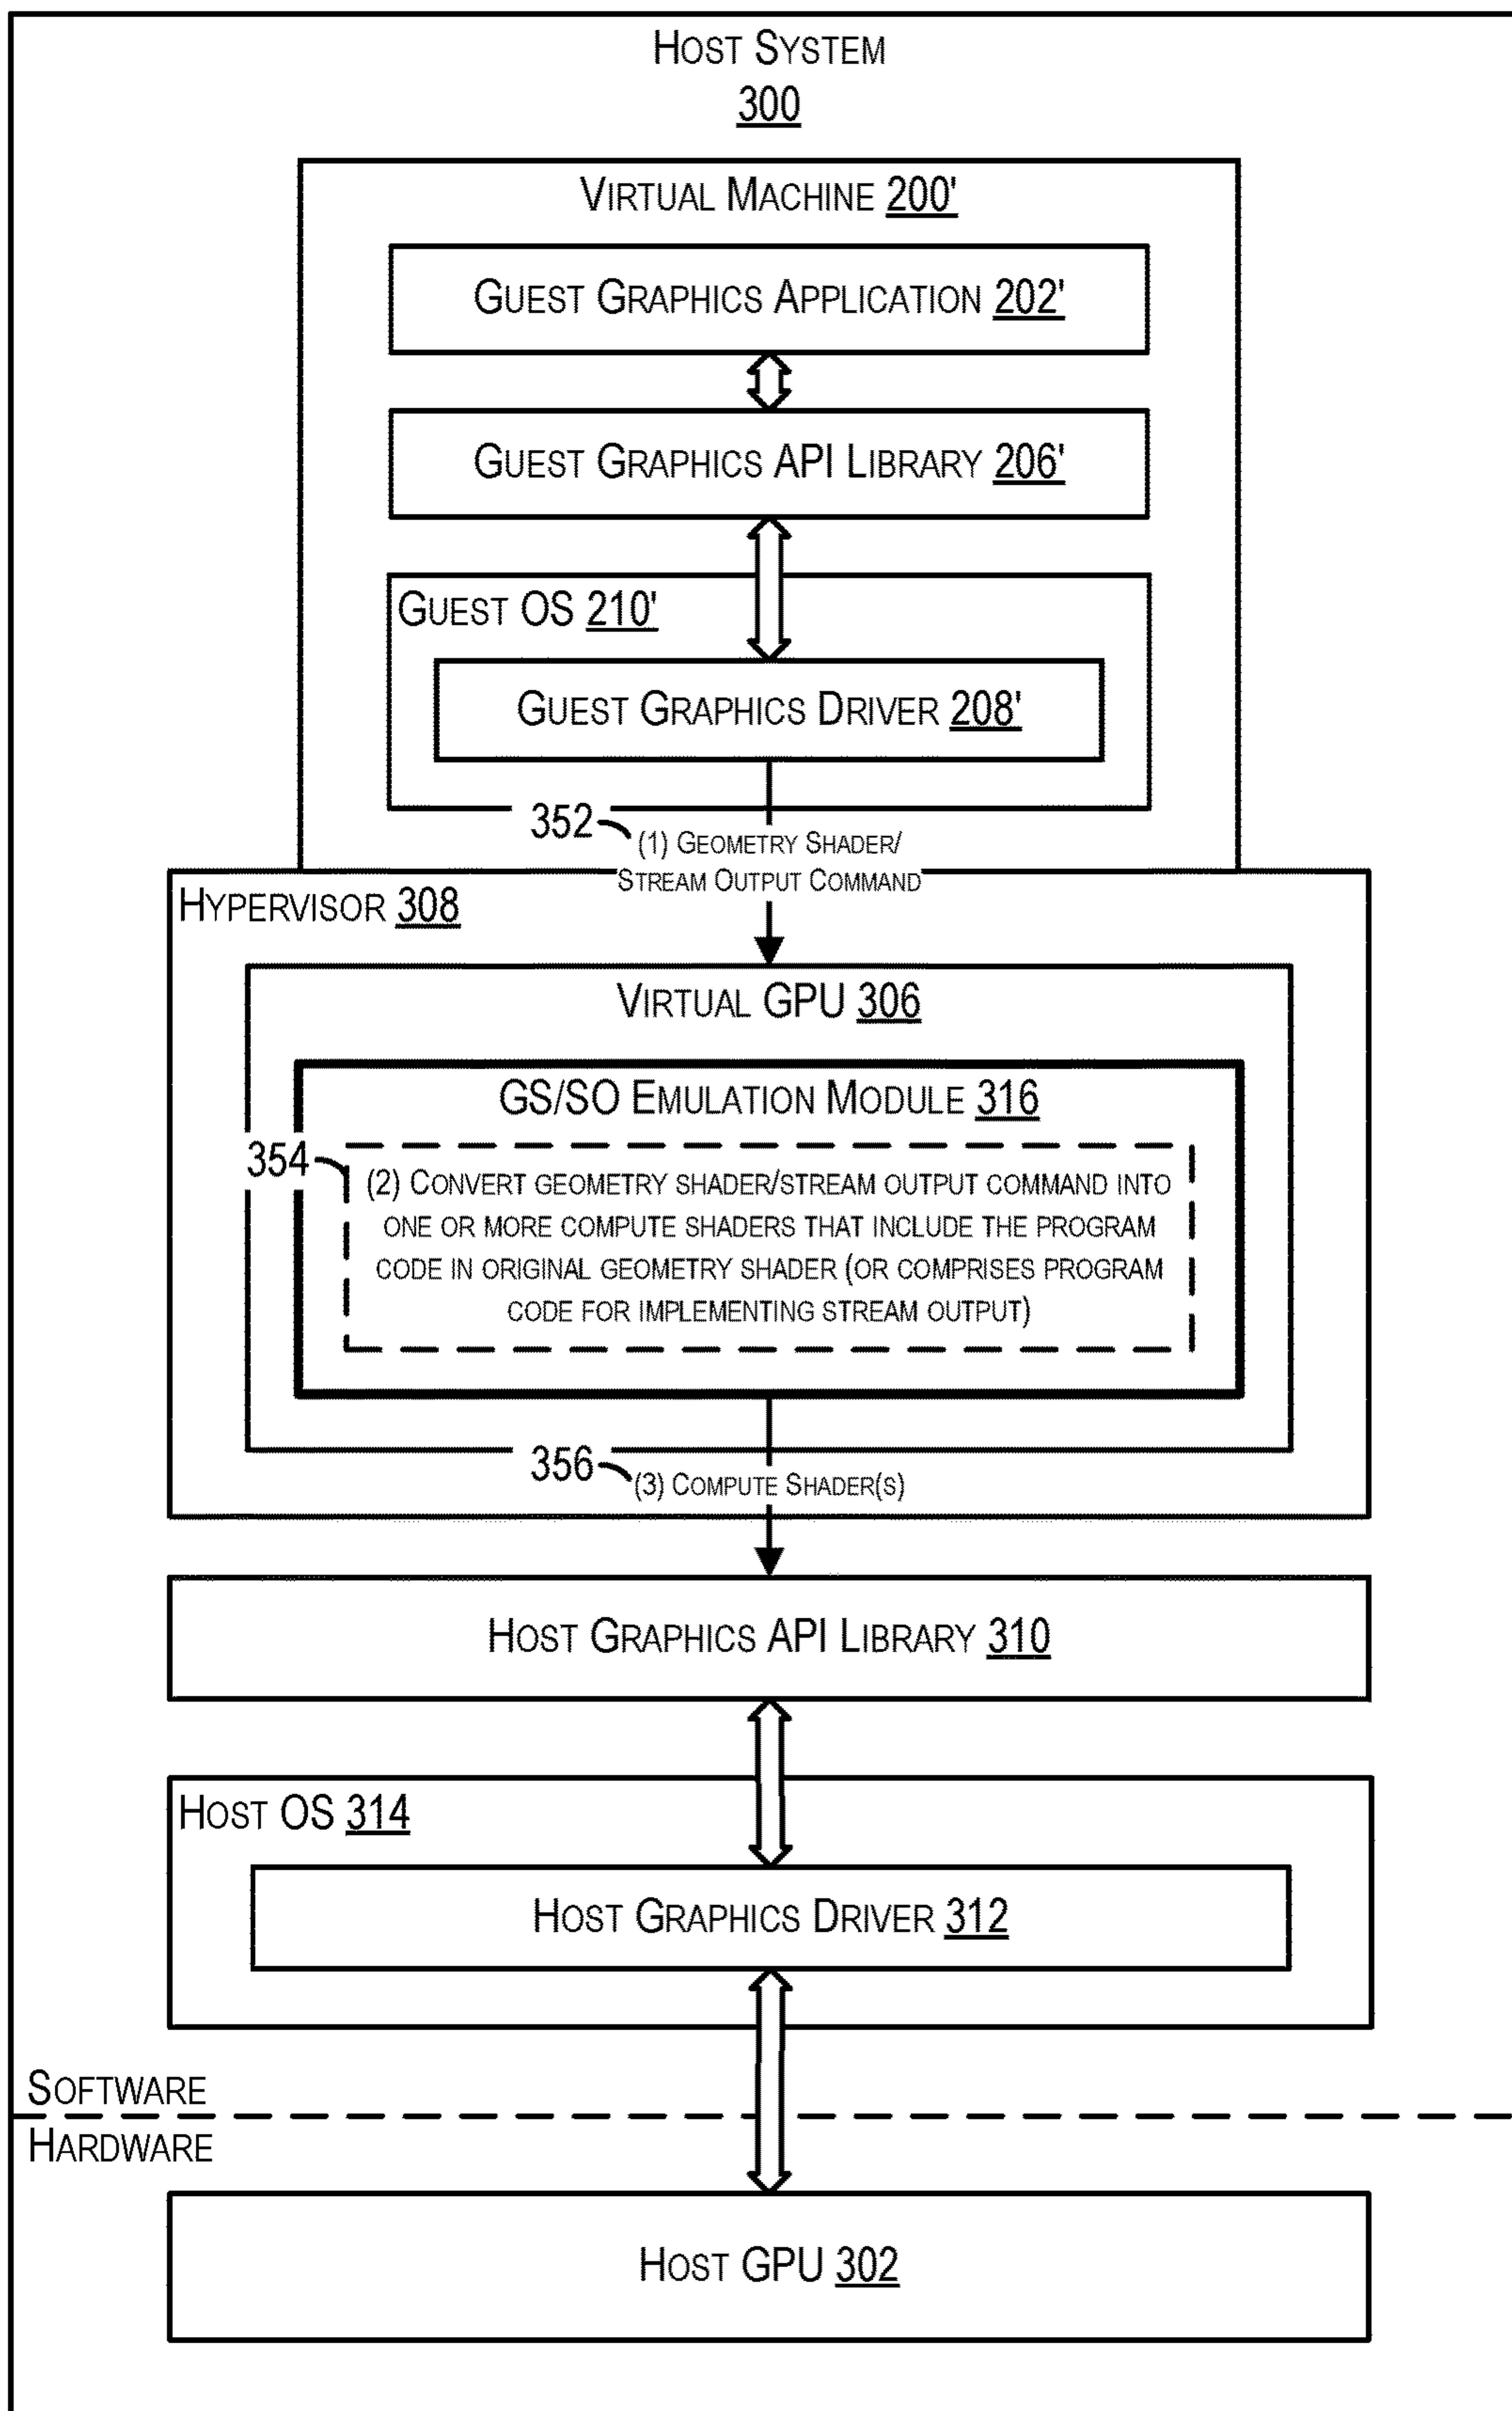 HOST SYSTEM
300
VIRTUAL MACHINE 200'
GUEST GRAPHICS APPLICATION 202'
GUEST GRAPHICS API LIBRARY 206'
GUEST OS 210'
GUEST GRAPHICS DRIVER 208'
352
(1) GEOMETRY SHADER/
STREAM OUTPUT COMMAND
HYPERVISOR 308
VIRTUAL GPU 306
GS/SO EMULATION MODULE 316
354
(2) CONVERT GEOMETRY SHADER/STREAM OUTPUT COMMAND INTO
ONE OR MORE COMPUTE SHADERS THAT INCLUDE THE PROGRAM
CODE IN ORIGINAL GEOMETRY SHADER (OR COMPRISES PROGRAM
CODE FOR IMPLEMENTING STREAM OUTPUT)
356
(3) COMPUTE SHADER(S)
HOST GRAPHICS API LIBRARY 310
HOST OS 314
HOST GRAPHICS DRIVER 312
SOFTWARE
HARDWARE
HOST GPU 302